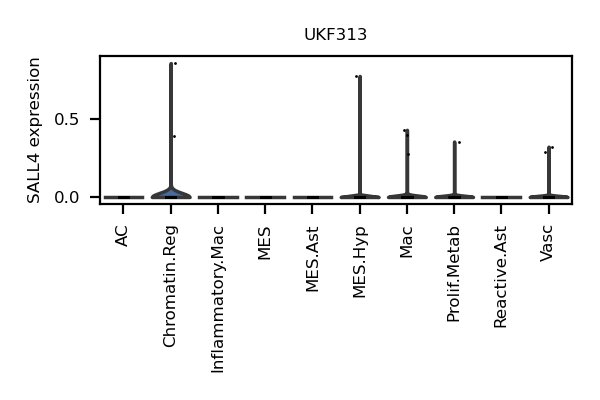 UKF313
SALL4 expression
0.5
0.0
AC
Chromatin.Reg
Inflammatory.Mac
MES
MES.Ast
MES.Hyp
Mac
Prolif.Metab
Reactive.Ast
Vasc